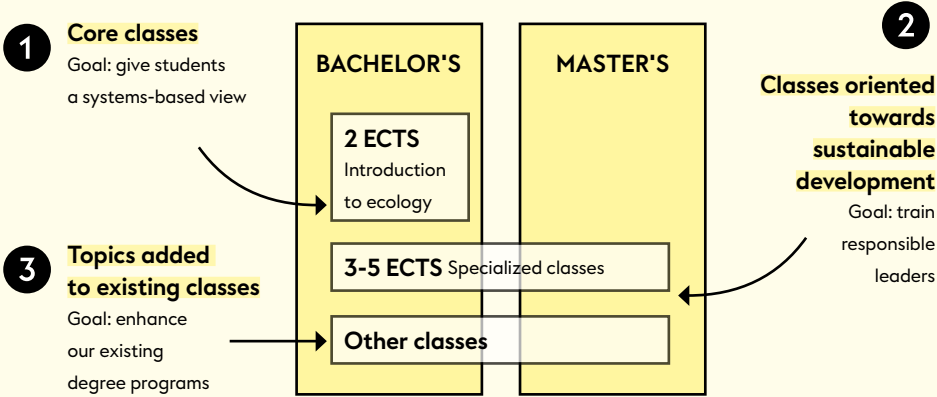 1
Core classes
Goal: give students
a systems-based view
3
Topics added
to existing classes
Goal: enhance
our existing
degree programs
BACHELOR'S
2 ECTS
Introduction
to ecology
3-5 ECTS Specialized classes
Other classes
MASTER'S
2
Classes oriented
towards
sustainable
development
Goal: train
responsible
leaders